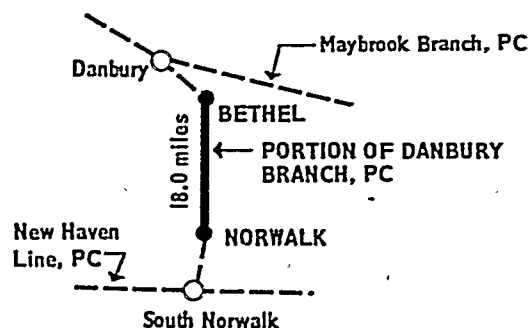 Maybrook Branch, PC
Danbury
BETHEL
18.0 miles
PORTION OF DANBURY
BRANCH, PC
New Haven
Line, PC
NORWALK
South Norwalk